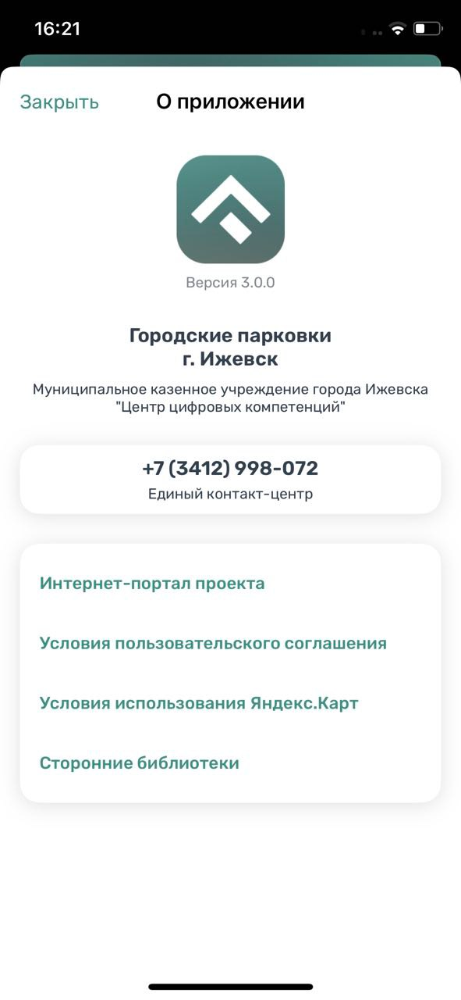 16:21
Закрыть
О приложении
Версия 3.0.0
Городские парковки
г. Ижевск
Муниципальное казенное учреждение города Ижевска
"Центр цифровых компетенций"
+7 (3412) 998-072
Единый контакт-центр
Интернет-портал проекта
Условия пользовательского соглашения
Условия использования Яндекс.Карт
Сторонние библиотеки